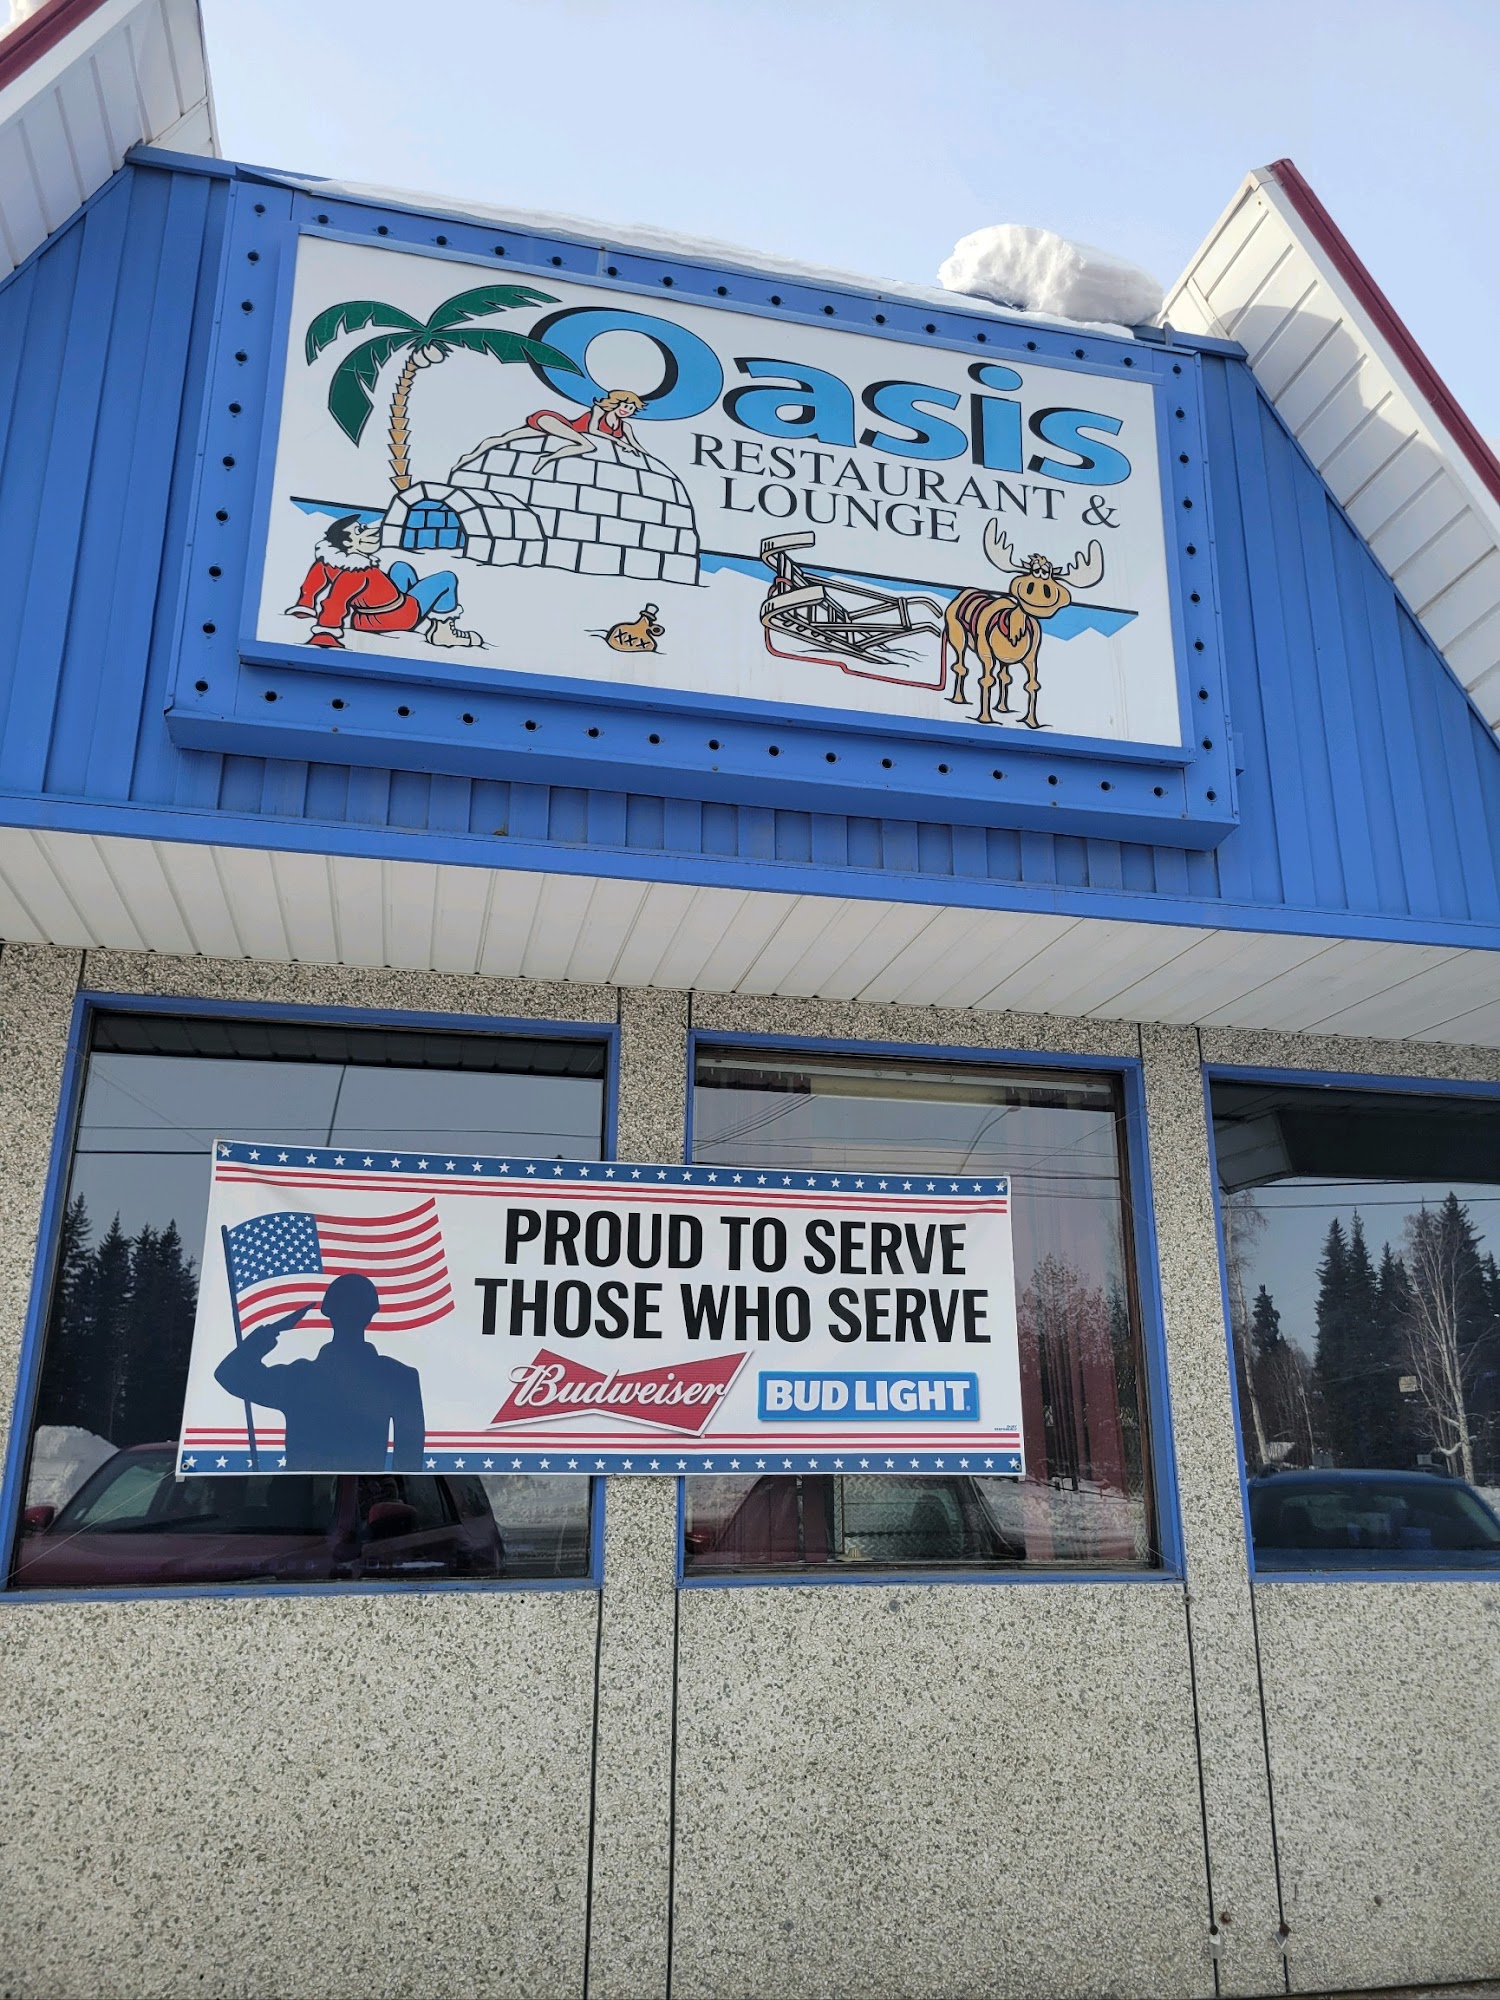 Oasis
RESTAURANT &
LOUNGE
XXX
PROUD TO SERVE
THOSE WHO SERVE
Budweiser
BUD LIGHT